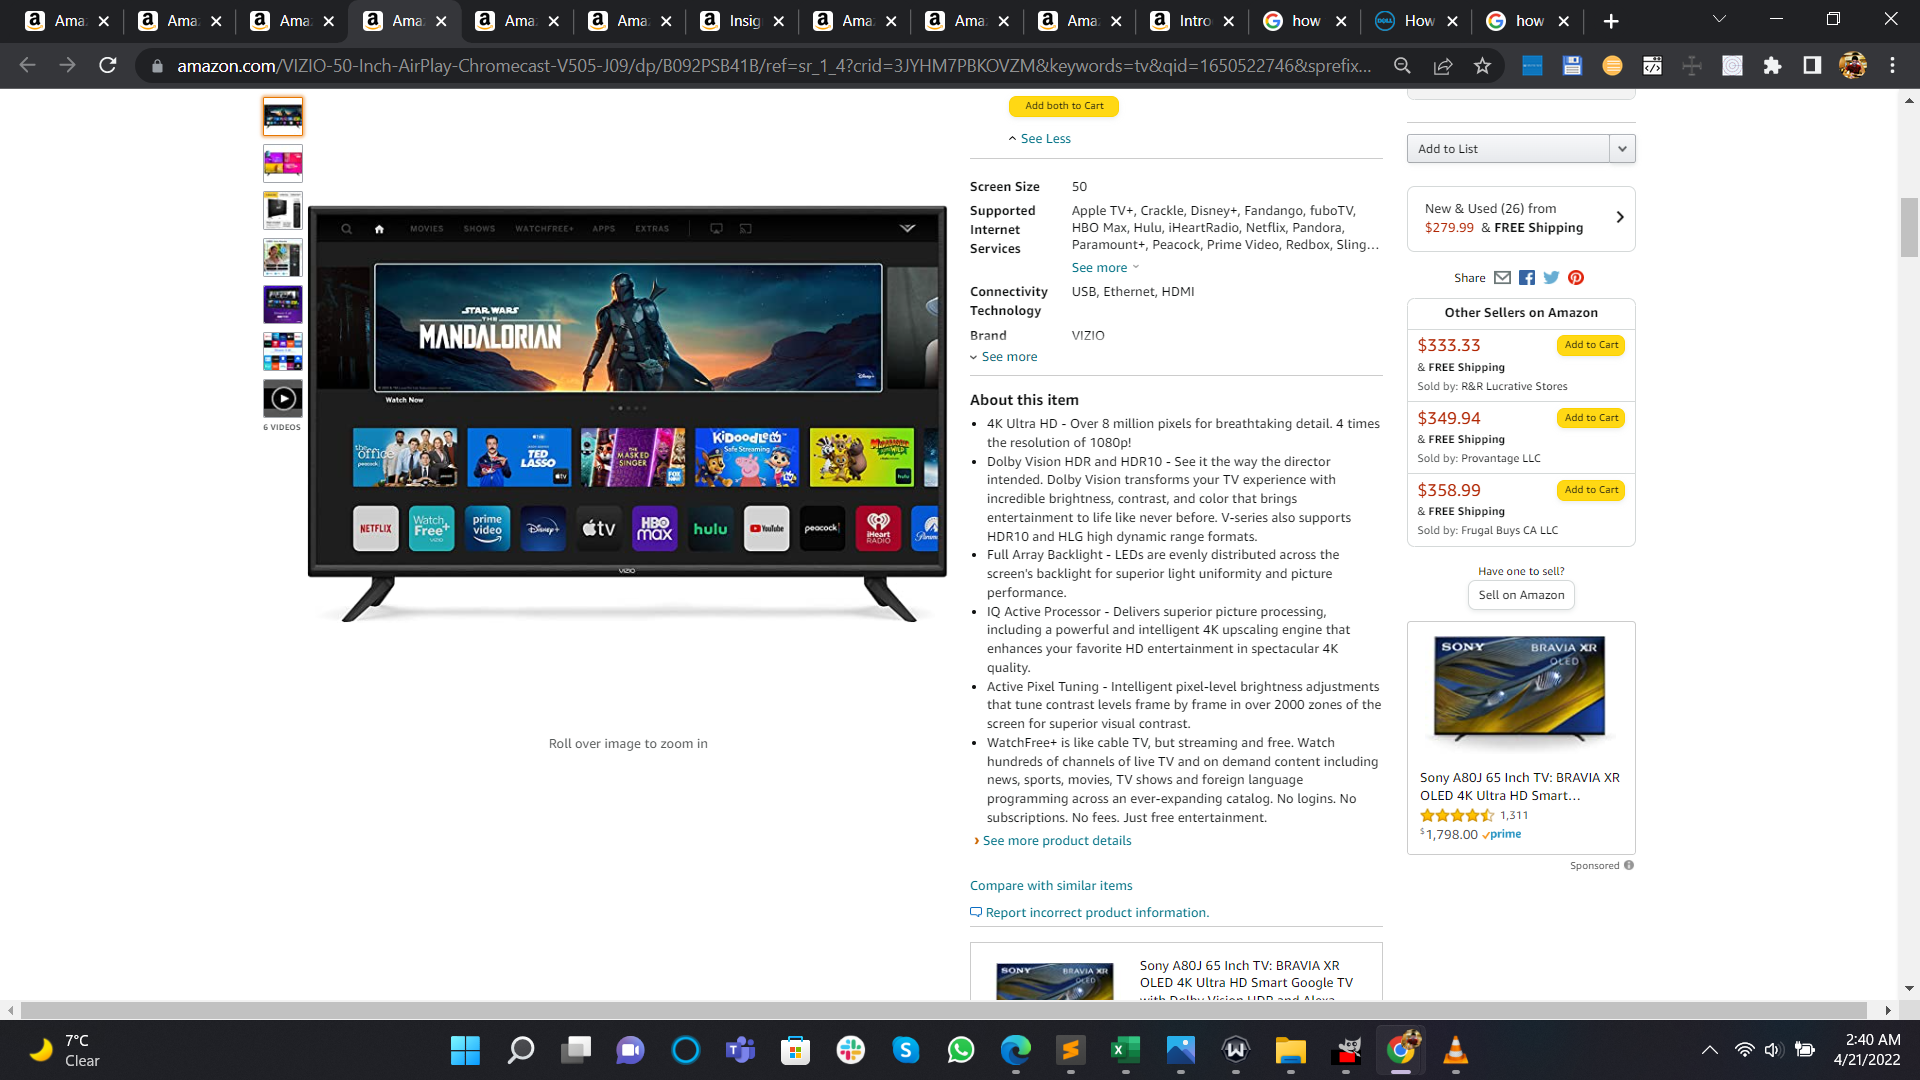 Ama
Ama
Ama
Ama
Ama
Ama
Insig
Ama
Ama
Ama
Intro
how
How
how
amazon.com/VIZIO-50-Inch-AirPlay-Chromecast-V505-J09/dp/B092PSB41B/ref=sr_1_4?crid=3JYHM7PBKOVZM&keywords=tv&qid=1650522746&sprefix...
6 VIDEOS
MOVIES SHOWS WATCHFREE+ APPS EXTRAS
STAR WARS
THE
MANDALORIAN
Disney+
Watch Now
the office
peacock
TED LASSO
tv
THE MASKED SINGER
FOX NOW
KiDOODLE TV
Safe Streaming
hulu
NETFLIX
Watch Free+
VIZIO
prime video
Disney+
tv
HBO max
hulu
YouTube
peacock
iHeart RADIO
Param
VIZIO
Roll over image to zoom in
Add both to Cart
See Less
Screen Size 50
Supported Internet Services
Apple TV+, Crackle, Disney+, Fandango, fuboTV,
HBO Max, Hulu, iHeartRadio, Netflix, Pandora,
Paramount+, Peacock, Prime Video, Redbox, Sling...
See more
Connectivity Technology
USB, Ethernet, HDMI
Brand VIZIO
See more
About this item
• 4K Ultra HD - Over 8 million pixels for breathtaking detail. 4 times
the resolution of 1080p!
• Dolby Vision HDR and HDR10 - See it the way the director
intended. Dolby Vision transforms your TV experience with
incredible brightness, contrast, and color that brings
entertainment to life like never before. V-series also supports
HDR10 and HLG high dynamic range formats.
• Full Array Backlight - LEDs are evenly distributed across the
screen's backlight for superior light uniformity and picture
performance.
• IQ Active Processor - Delivers superior picture processing,
including a powerful and intelligent 4K upscaling engine that
enhances your favorite HD entertainment in spectacular 4K
quality.
• Active Pixel Tuning - Intelligent pixel-level brightness adjustments
that tune contrast levels frame by frame in over 2000 zones of the
screen for superior visual contrast.
• WatchFree+ is like cable TV, but streaming and free. Watch
hundreds of channels of live TV and on demand content including
news, sports, movies, TV shows and foreign language
programming across an ever-expanding catalog. No logins. No
subscriptions. No fees. Just free entertainment.
› See more product details
Compare with similar items
Report incorrect product information.
SONY BRAVIA XR
OLED
Sony A80J 65 Inch TV: BRAVIA XR
OLED 4K Ultra HD Smart Google TV
with Dolby Vision HDR and Alexa
Add to List
New & Used (26) from
$279.99 & FREE Shipping
Share
Other Sellers on Amazon
$333.33
Add to Cart
& FREE Shipping
Sold by: R&R Lucrative Stores
$349.94
Add to Cart
& FREE Shipping
Sold by: Provantage LLC
$358.99
Add to Cart
& FREE Shipping
Sold by: Frugal Buys CA LLC
Have one to sell?
Sell on Amazon
SONY BRAVIA XR
OLED
Sony A80J 65 Inch TV: BRAVIA XR
OLED 4K Ultra HD Smart...
1,311
$1,798.00 prime
Sponsored
7°C
Clear
2:40 AM
4/21/2022